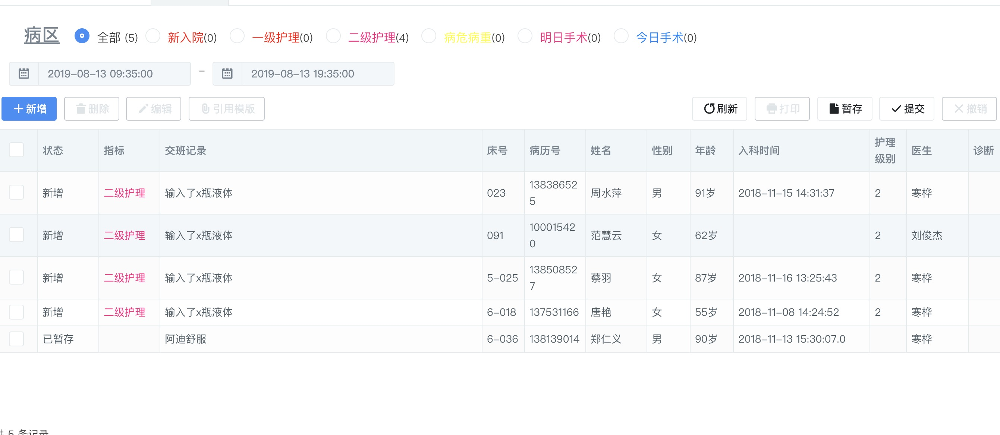 病区 全部 (5) 新入院(0) 一级护理(0) 二级护理(4) 病危病重(0) 明日手术(0) 今日手术(0)
2019-08-13 09:35:00 - 2019-08-13 19:35:00
新增 删除 编辑 引用模版 刷新 打印 暂存 提交 撤销
状态 指标 交班记录 床号 病历号 姓名 性别 年龄 入科时间 护理级别 医生 诊断
新增 二级护理 输入了x瓶液体 023 138386525 周水萍 男 91岁 2018-11-15 14:31:37 2 寒桦
新增 二级护理 输入了x瓶液体 091 100015420 范慧云 女 62岁 2 刘俊杰
新增 二级护理 输入了x瓶液体 5-025 138508527 蔡羽 女 87岁 2018-11-16 13:25:43 2 寒桦
新增 二级护理 输入了x瓶液体 6-018 137531166 唐艳 女 55岁 2018-11-08 14:24:52 2 寒桦
已暂存 阿迪舒服 6-036 138139014 郑仁义 男 90岁 2018-11-13 15:30:07.0 寒桦
共 5 条记录